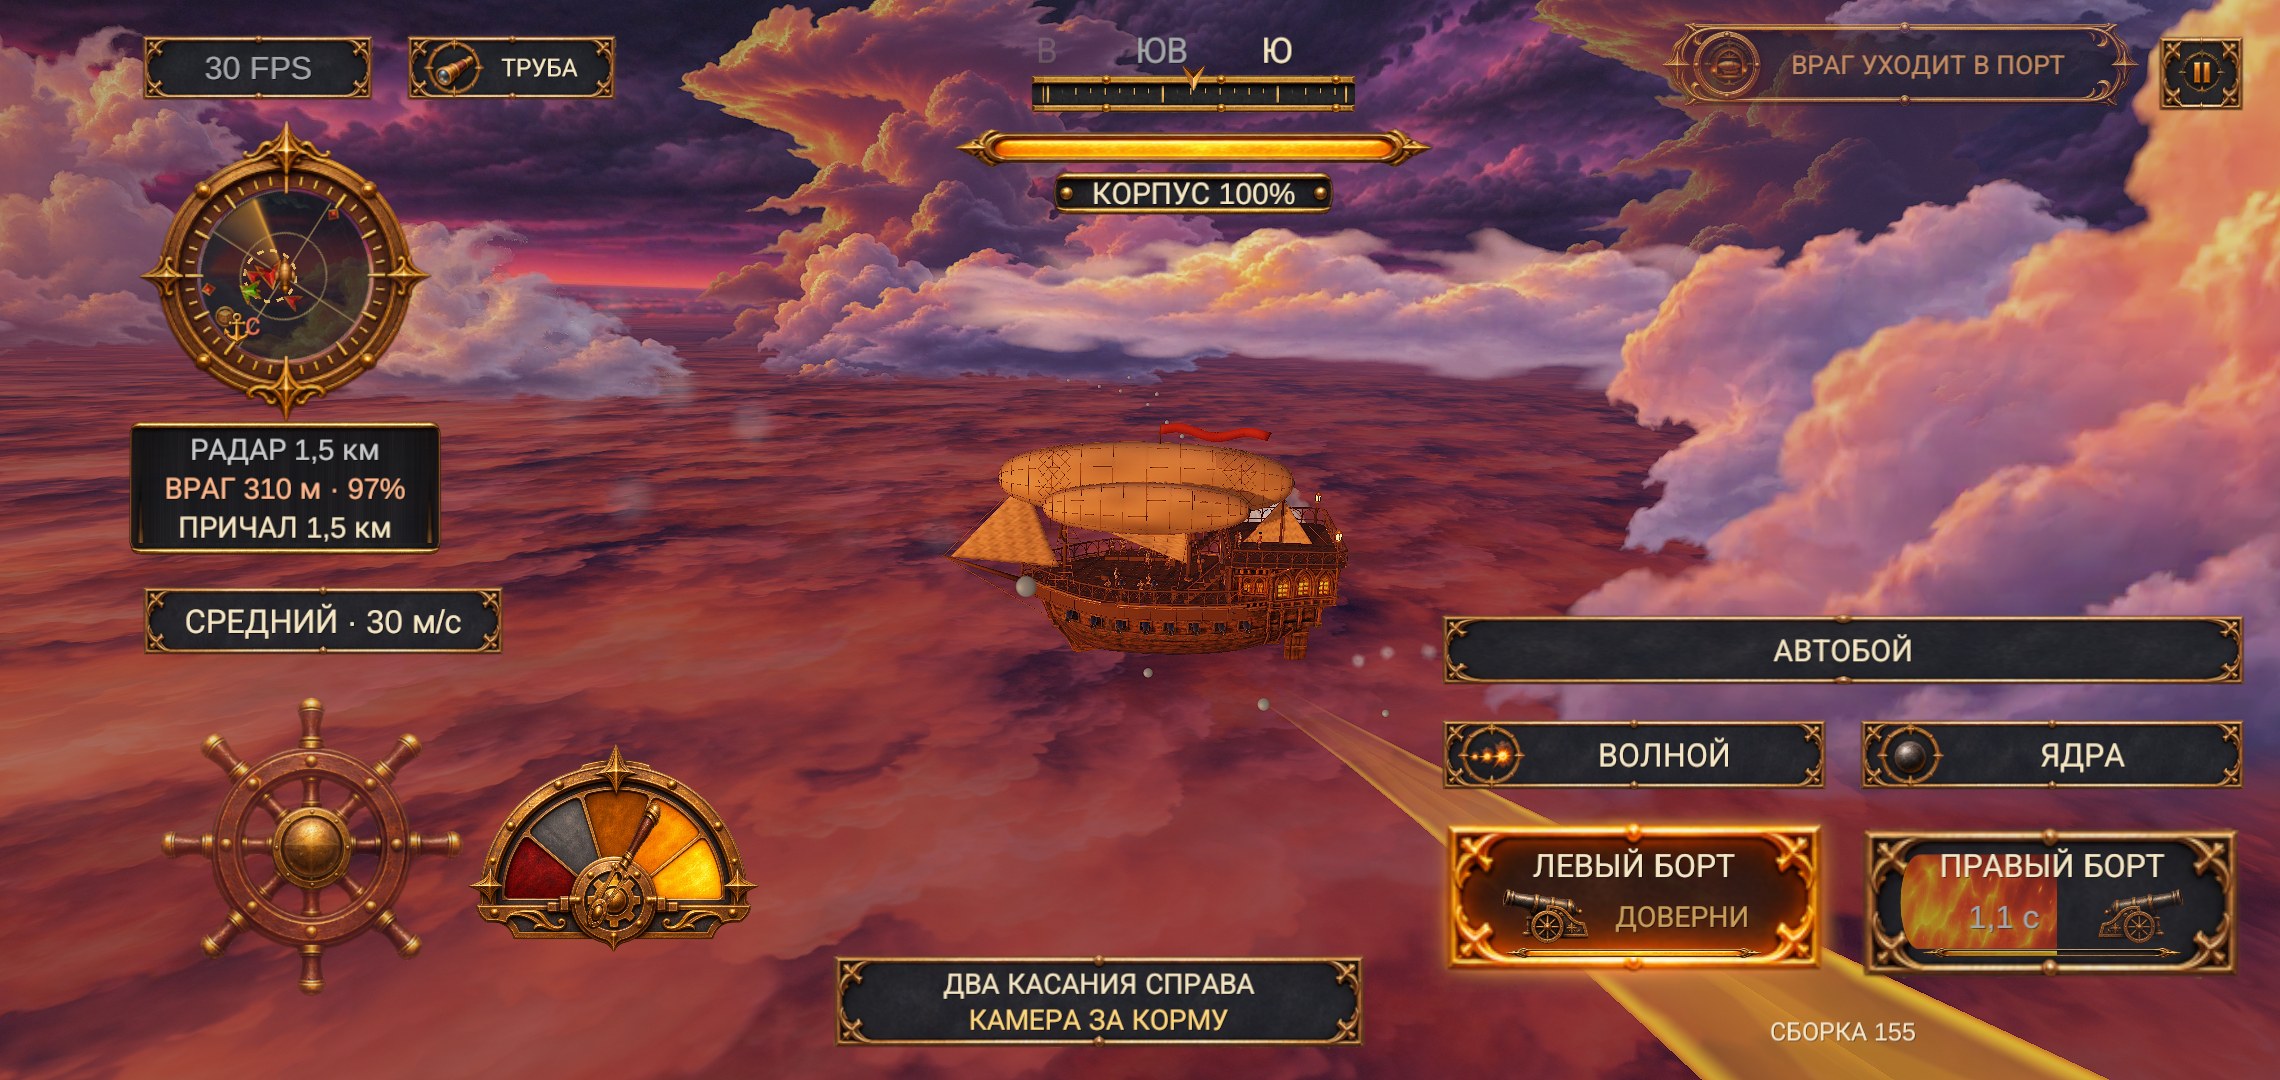 30 FPS
ТРУБА
В ЮВ Ю
ВРАГ УХОДИТ В ПОРТ
КОРПУС 100%
С
РАДАР 1,5 км
ВРАГ 310 м · 97%
ПРИЧАЛ 1,5 км
СРЕДНИЙ · 30 м/с
АВТОБОЙ
ВОЛНОЙ
ЯДРА
ЛЕВЫЙ БОРТ
ДОВЕРНИ
ПРАВЫЙ БОРТ
1,1 с
ДВА КАСАНИЯ СПРАВА
КАМЕРА ЗА КОРМУ
СБОРКА 155